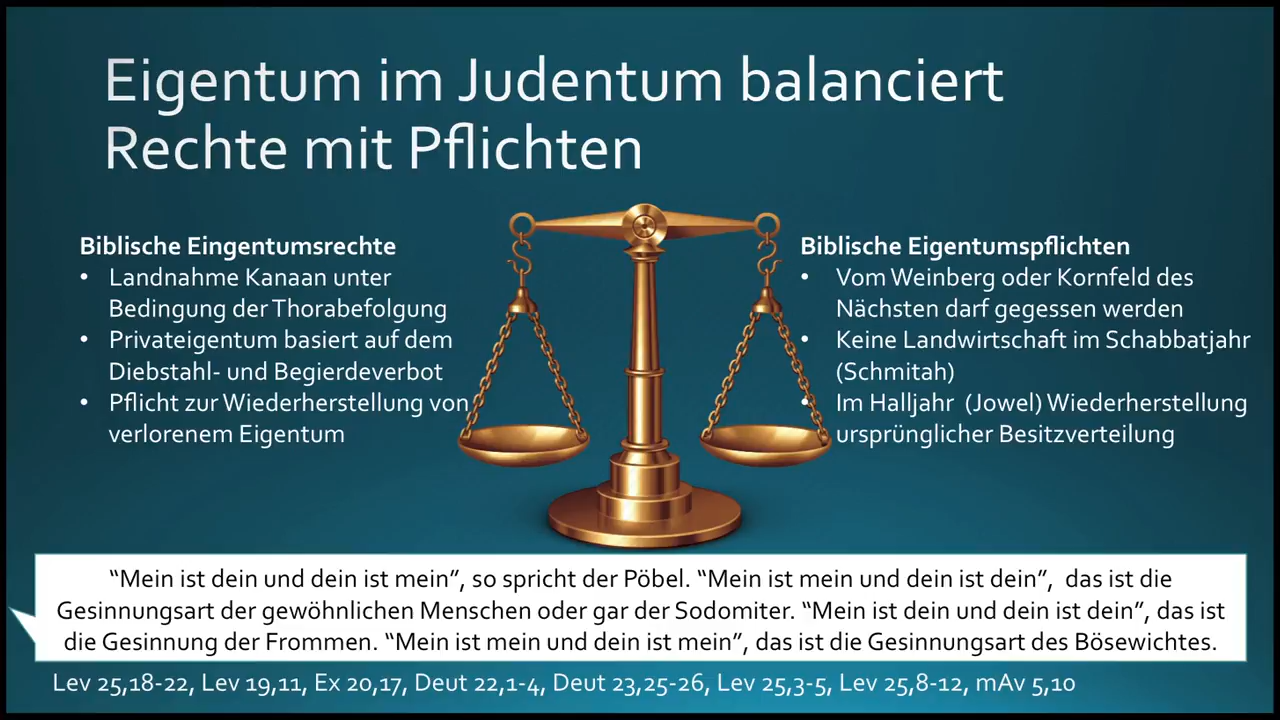 Eigentum im Judentum balanciert
Rechte mit Pflichten
Biblische Eingentumsrechte
• Landnahme Kanaan unter
Bedingung der Thorabefolgung
• Privateigentum basiert auf dem
Diebstahl- und Begierdeverbot
• Pflicht zur Wiederherstellung von
verlorenem Eigentum
Biblische Eigentumspflichten
• Vom Weinberg oder Kornfeld des
Nächsten darf gegessen werden
• Keine Landwirtschaft im Schabbatjahr
(Schmitah)
• Im Halljahr (Jowel) Wiederherstellung
ursprünglicher Besitzverteilung
“Mein ist dein und dein ist mein”, so spricht der Pöbel. “Mein ist mein und dein ist dein”, das ist die
Gesinnungsart der gewöhnlichen Menschen oder gar der Sodomiter. “Mein ist dein und dein ist dein”, das ist
die Gesinnung der Frommen. “Mein ist mein und dein ist mein”, das ist die Gesinnungsart des Bösewichtes.
Lev 25,18-22, Lev 19,11, Ex 20,17, Deut 22,1-4, Deut 23,25-26, Lev 25,3-5, Lev 25,8-12, mAv 5,10